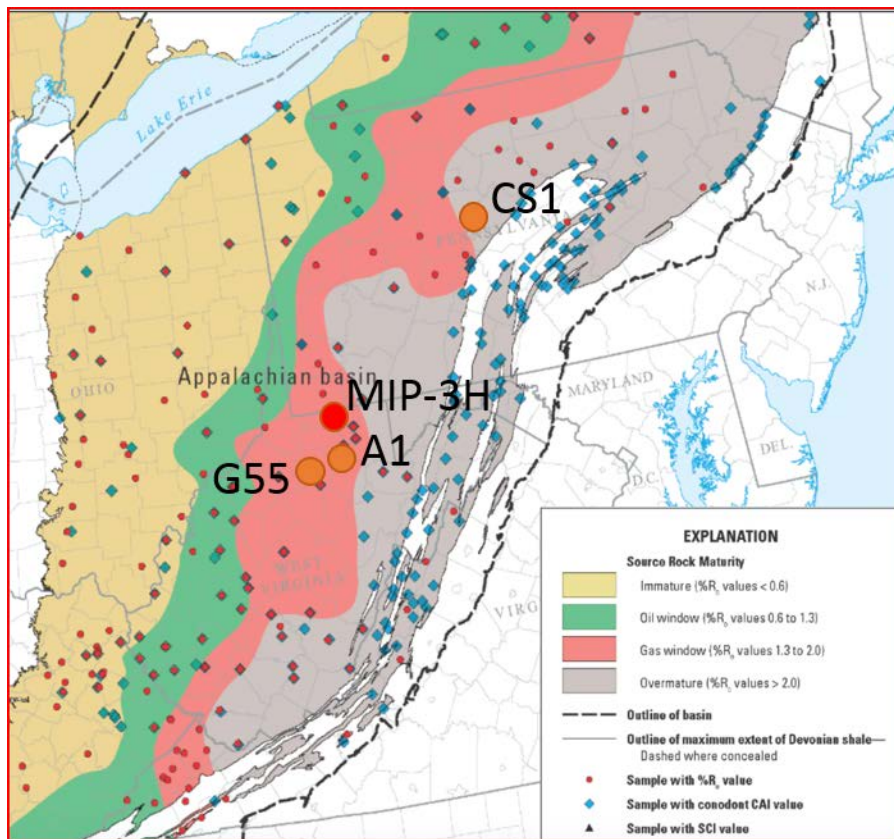 Lake Erie
CS1
PENNSYLVANIA
N.J.
OHIO
Appalachian basin
MIP-3H
MARYLAND
A1
DEL.
G55
D.C.
WEST
VIRGINIA
EXPLANATION
Source Rock Maturity
Immature (%Ro values < 0.6)
Oil window (%Ro values 0.6 to 1.3)
Gas window (%Ro values 1.3 to 2.0)
Overmature (%Ro values > 2.0)
Outline of basin
Outline of maximum extent of Devonian shale—
Dashed where concealed
Sample with %Ro value
Sample with conodont CAI value
Sample with SCI value